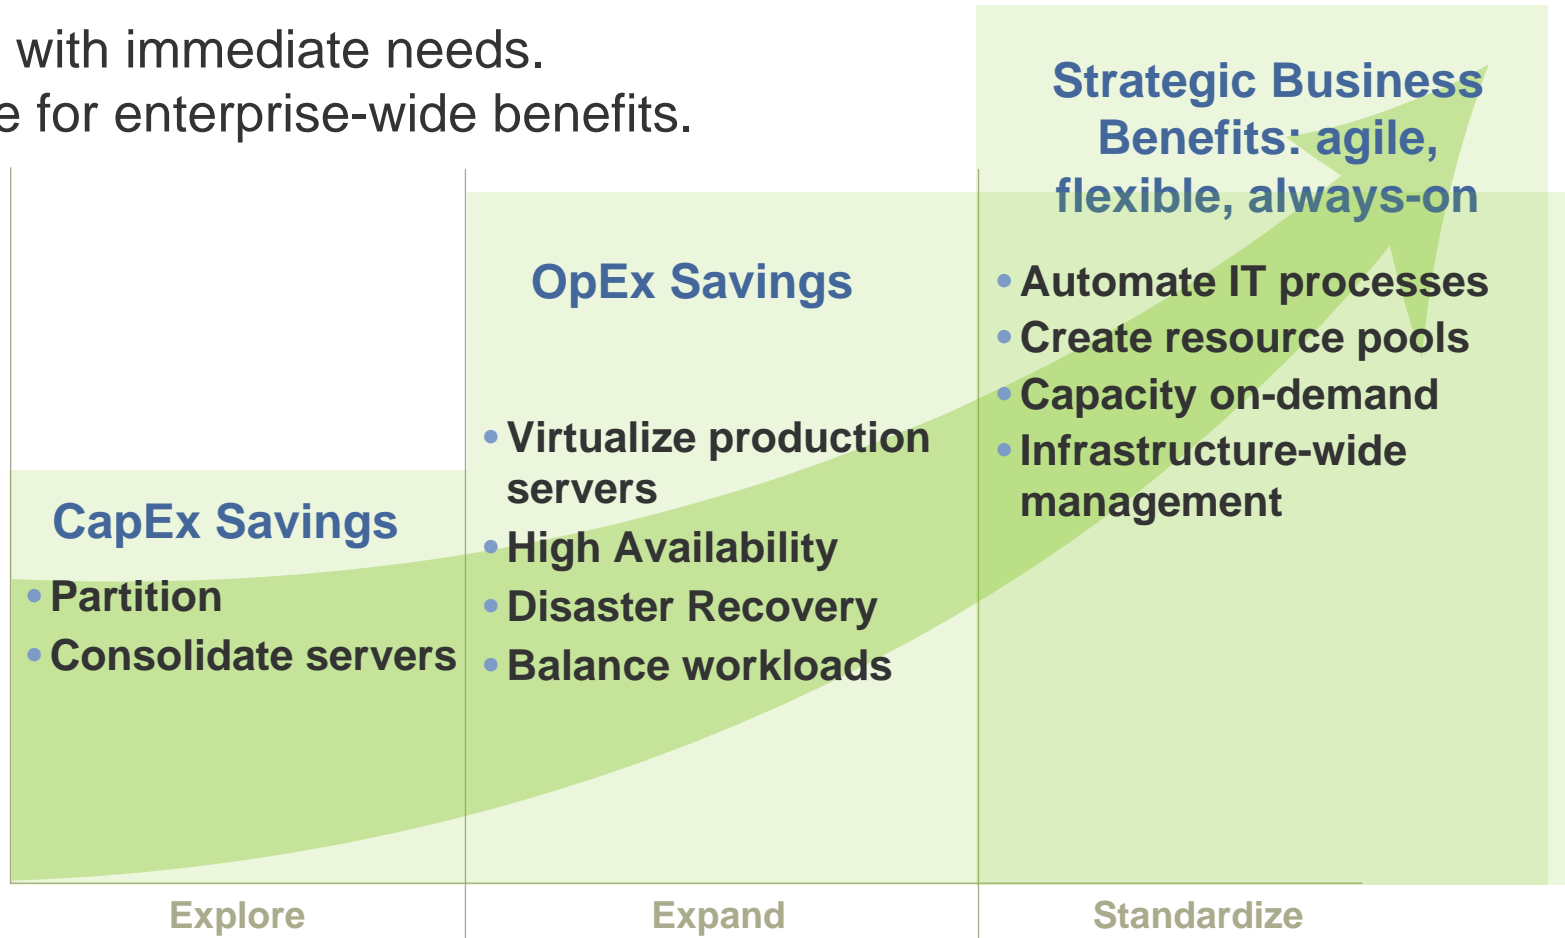 with immediate needs.
e for enterprise-wide benefits.
Strategic Business
Benefits: agile,
flexible, always-on
• Automate IT processes
• Create resource pools
• Capacity on-demand
• Infrastructure-wide
management
OpEx Savings
• Virtualize production
servers
• High Availability
• Disaster Recovery
• Balance workloads
CapEx Savings
• Partition
• Consolidate servers
Explore
Expand
Standardize